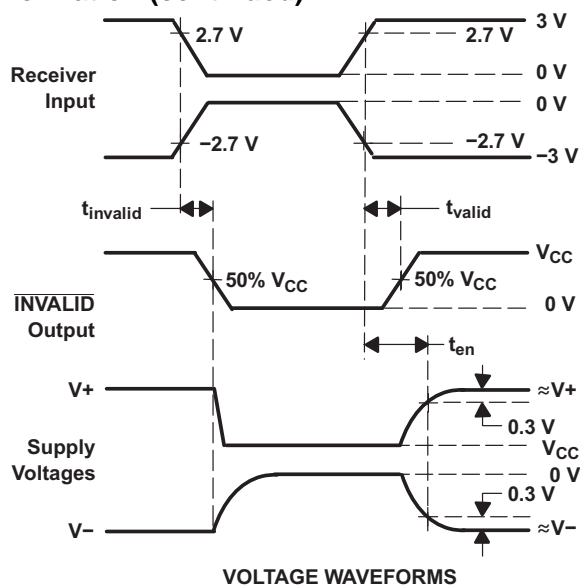 3 V
2.7 V
2.7 V
Receiver
Input
0 V
0 V
−2.7 V
−2.7 V
−3 V
tinvalid
tvalid
VCC
50% VCC
50% VCC
INVALID
Output
0 V
ten
V+
≈V+
0.3 V
Supply
Voltages
VCC
0 V
0.3 V
V−
≈V−
VOLTAGE WAVEFORMS